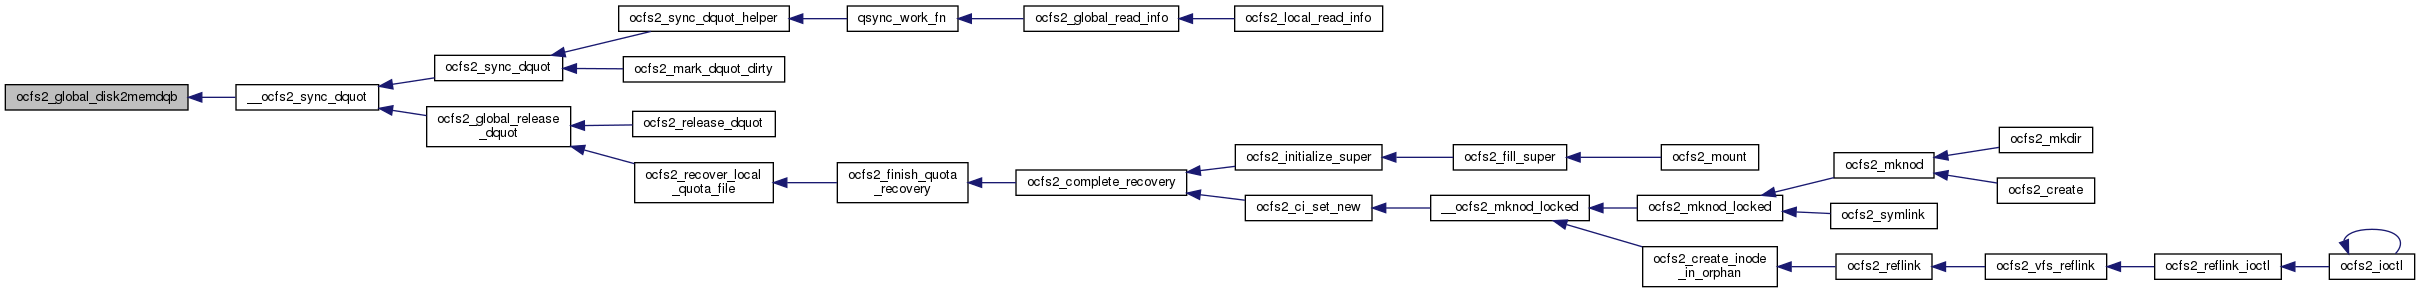 ocfs2_sync_dquot_helper
qsync_work_fn
ocfs2_global_read_info
ocfs2_local_read_info
ocfs2_sync_dquot
ocfs2_mark_dquot_dirty
ocfs2_global_disk2memdqb
__ocfs2_sync_dquot
ocfs2_global_release
_dquot
ocfs2_release_dquot
ocfs2_recover_local
_quota_file
ocfs2_finish_quota
_recovery
ocfs2_complete_recovery
ocfs2_initialize_super
ocfs2_fill_super
ocfs2_mount
ocfs2_ci_set_new
__ocfs2_mknod_locked
ocfs2_mknod_locked
ocfs2_mknod
ocfs2_mkdir
ocfs2_create
ocfs2_symlink
ocfs2_create_inode
_in_orphan
ocfs2_reflink
ocfs2_vfs_reflink
ocfs2_reflink_ioctl
ocfs2_ioctl